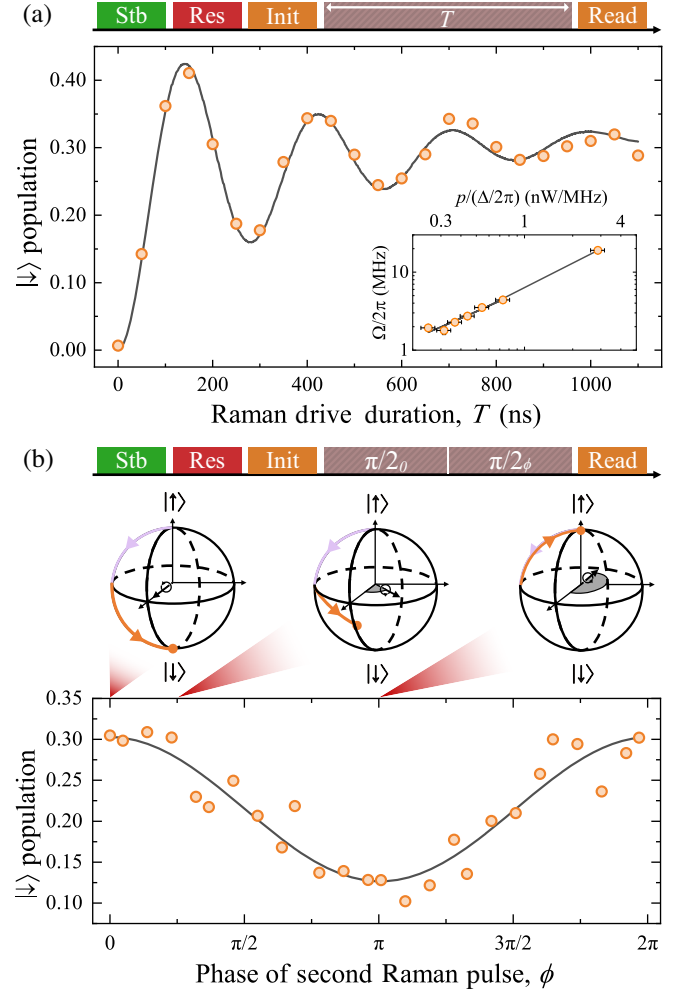 (a)
Stb Res Init T Read
0.40
0.30
0.20
0.10
0.00
|↓⟩ population
p/(Δ/2π) (nW/MHz)
0.3 1 4
10
1
Ω/2π (MHz)
0 200 400 600 800 1000
Raman drive duration, T (ns)
(b)
Stb Res Init π/2₀ π/2ϕ Read
|↑⟩ |↑⟩ |↑⟩
|↓⟩ |↓⟩ |↓⟩
0.35
0.30
0.25
0.20
0.15
0.10
|↓⟩ population
0 π/2 π 3π/2 2π
Phase of second Raman pulse, ϕ